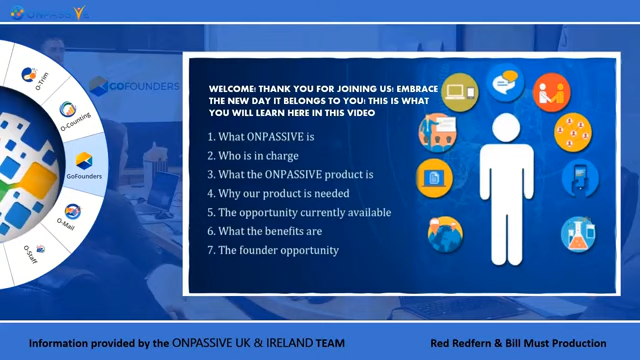 ONPASSIVE
O-Trim
O-Counting
GoFounders
O-Mail
O-Staff
GOFOUNDERS
WELCOME: THANK YOU FOR JOINING US: EMBRACE
THE NEW DAY IT BELONGS TO YOU: THIS IS WHAT
YOU WILL LEARN HERE IN THIS VIDEO
1. What ONPASSIVE is
2. Who is in charge
3. What the ONPASSIVE product is
4. Why our product is needed
5. The opportunity currently available
6. What the benefits are
7. The founder opportunity
Information provided by the ONPASSIVE UK & IRELAND TEAM
Red Redfern & Bill Must Production